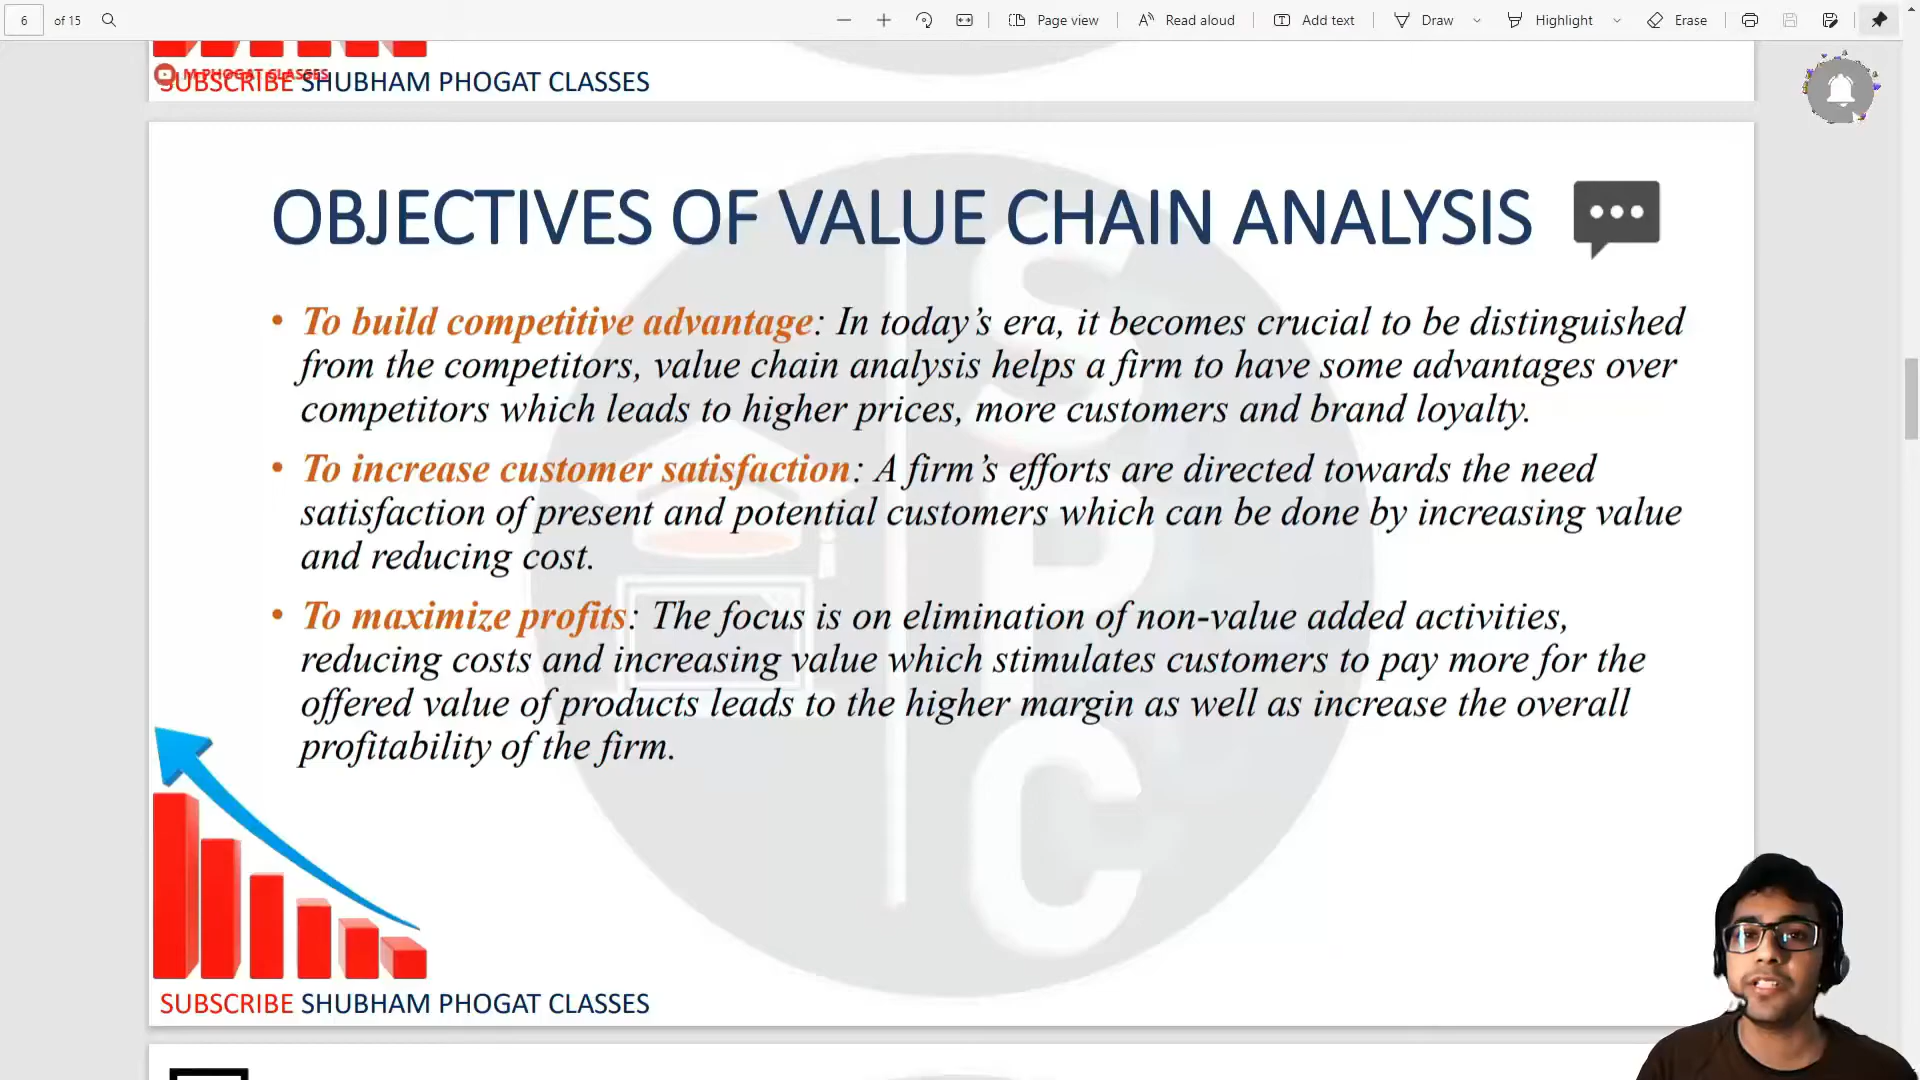 6 of 15 Page view Read aloud Add text Draw Highlight Erase
M PHOGAT CLASSES
SUBSCRIBE SHUBHAM PHOGAT CLASSES
OBJECTIVES OF VALUE CHAIN ANALYSIS
• To build competitive advantage: In today’s era, it becomes crucial to be distinguished
from the competitors, value chain analysis helps a firm to have some advantages over
competitors which leads to higher prices, more customers and brand loyalty.
• To increase customer satisfaction: A firm’s efforts are directed towards the need
satisfaction of present and potential customers which can be done by increasing value
and reducing cost.
• To maximize profits: The focus is on elimination of non-value added activities,
reducing costs and increasing value which stimulates customers to pay more for the
offered value of products leads to the higher margin as well as increase the overall
profitability of the firm.
S
P
C
SUBSCRIBE SHUBHAM PHOGAT CLASSES